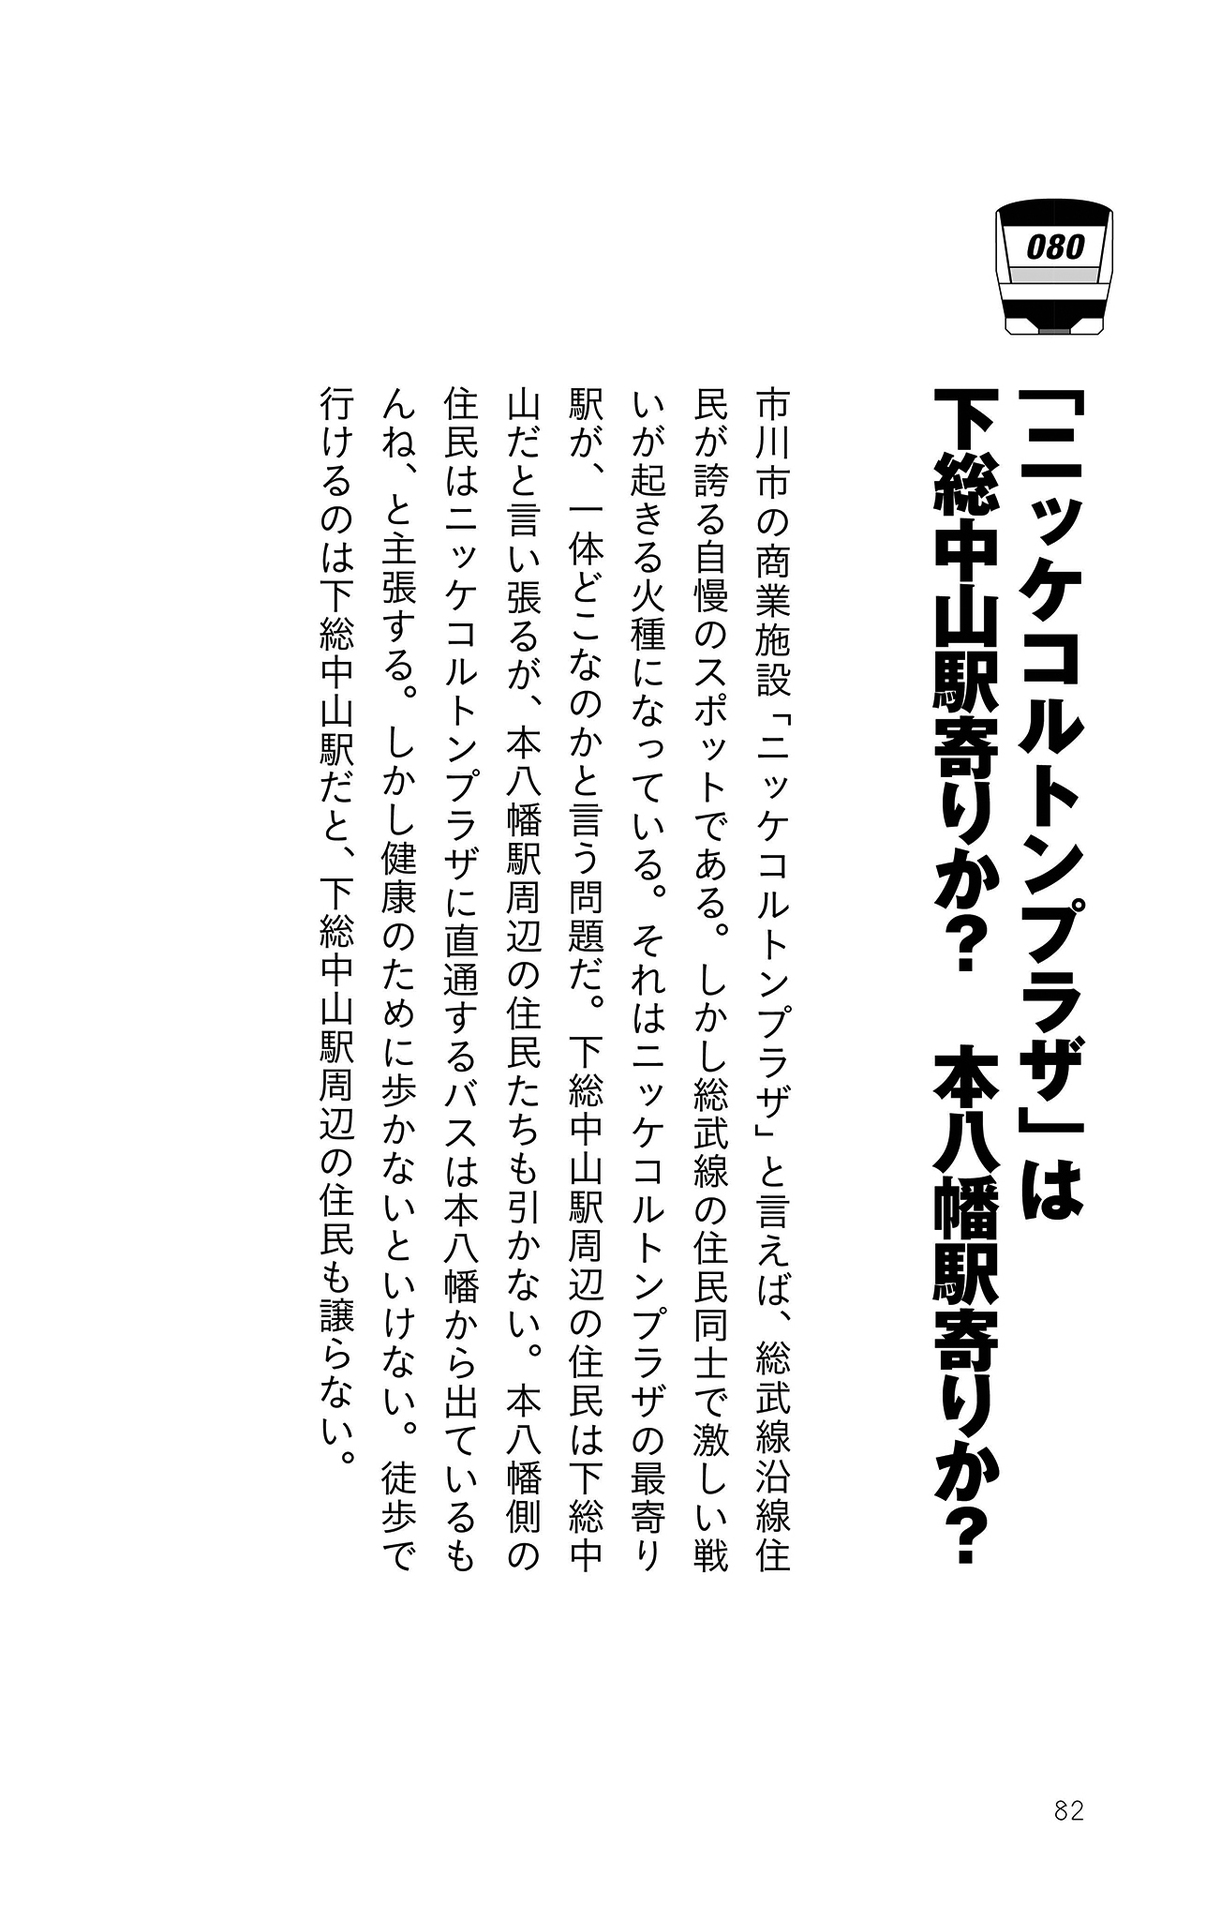 080
「ニッケコルトンプラザ」は
下総中山駅寄りか？　本八幡駅寄りか？
市川市の商業施設「ニッケコルトンプラザ」と言えば、総武線沿線住
民が誇る自慢のスポットである。しかし総武線の住民同士で激しい戦
いが起きる火種になっている。それはニッケコルトンプラザの最寄り
駅が、一体どこなのかと言う問題だ。下総中山駅周辺の住民は下総中
山だと言い張るが、本八幡駅周辺の住民たちも引かない。本八幡側の
住民はニッケコルトンプラザに直通するバスは本八幡から出ているも
んね、と主張する。しかし健康のために歩かないといけない。徒歩で
行けるのは下総中山駅だと、下総中山駅周辺の住民も譲らない。
82